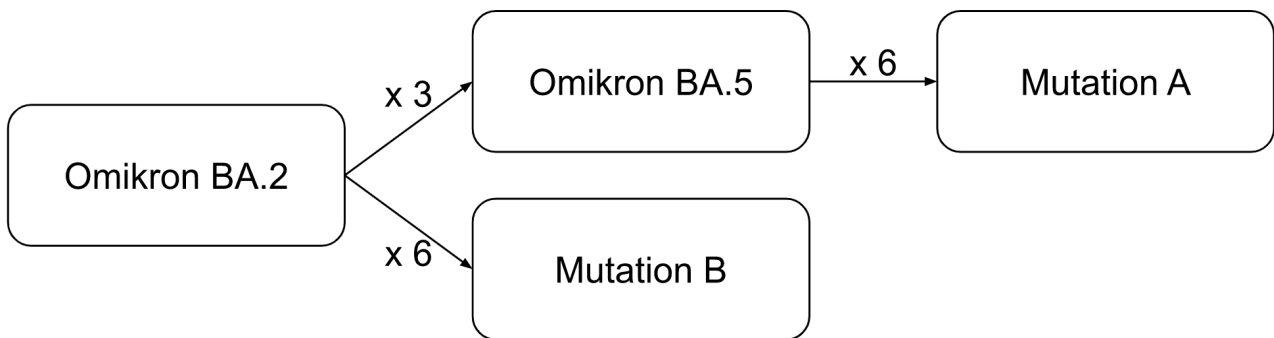 Omikron BA.2
x 3
Omikron BA.5
x 6
Mutation A
x 6
Mutation B